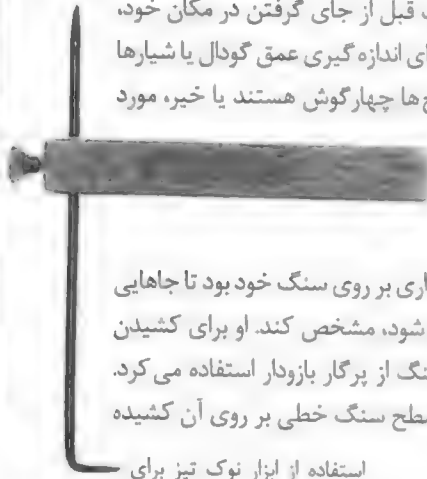 قبل از جای گرفتن در مکان خود،
ای اندازه گیری عمق گودال یا شیارها
ها چهارگوش هستند یا خیر، مورد
اری بر روی سنگ خود بود تا جاهایی
شود، مشخص کند. او برای کشیدن
نگ از پرگار بازودار استفاده می کرد.
سطح سنگ خطی بر روی آن کشیده
استفاده از ابزار نوک تیز برای